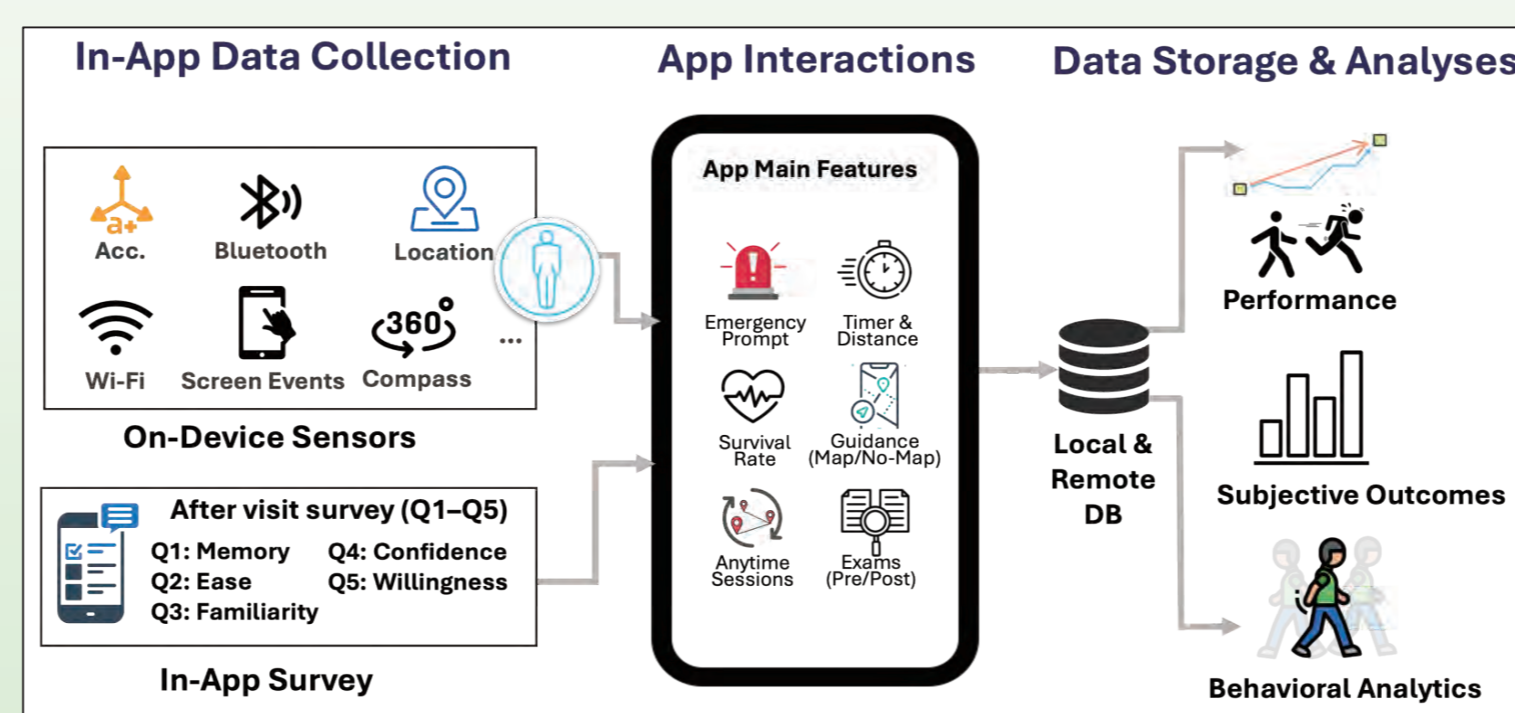 In-App Data Collection
App Interactions
Data Storage & Analyses
a+
Acc.
Bluetooth
Location
Wi-Fi
Screen Events
360°
Compass
...
On-Device Sensors
After visit survey (Q1–Q5)
Q1: Memory
Q4: Confidence
Q2: Ease
Q5: Willingness
Q3: Familiarity
In-App Survey
App Main Features
Emergency
Prompt
Timer &
Distance
Survival
Rate
Guidance
(Map/No-Map)
Anytime
Sessions
Exams
(Pre/Post)
Local &
Remote
DB
Performance
Subjective Outcomes
Behavioral Analytics